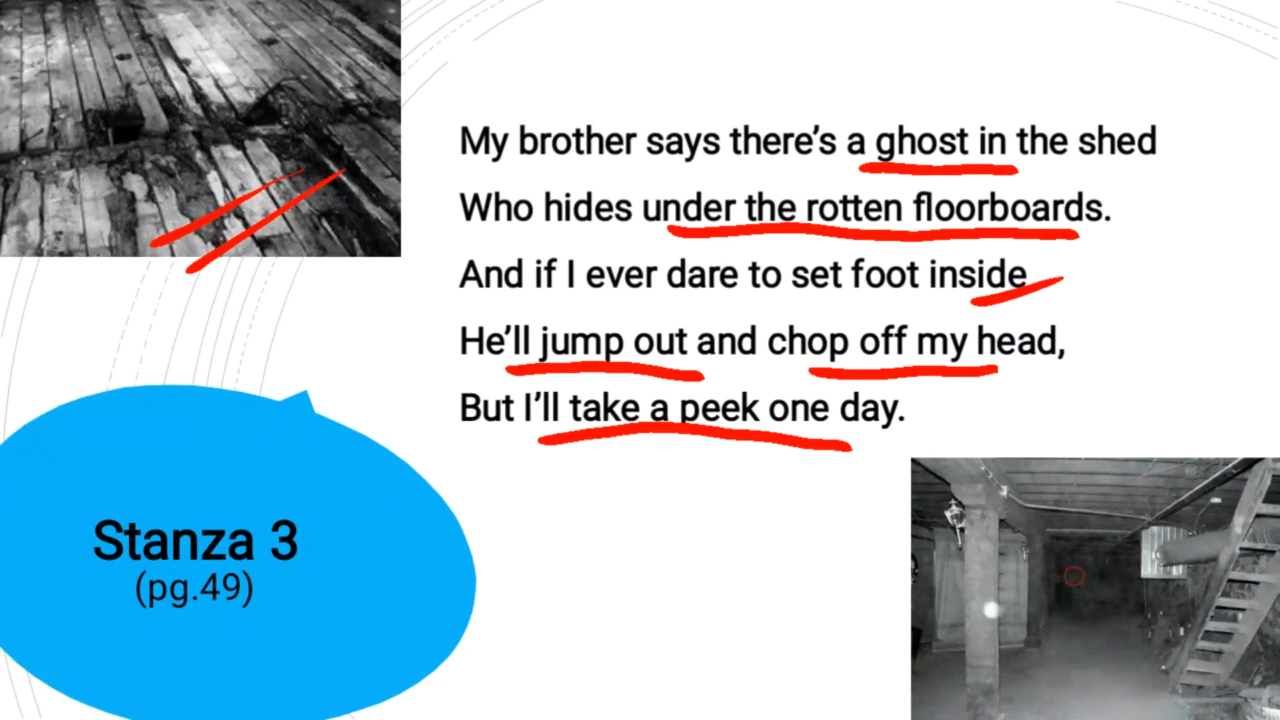 My brother says there’s a ghost in the shed
Who hides under the rotten floorboards.
And if I ever dare to set foot inside
He’ll jump out and chop off my head,
But I’ll take a peek one day.
Stanza 3
(pg.49)